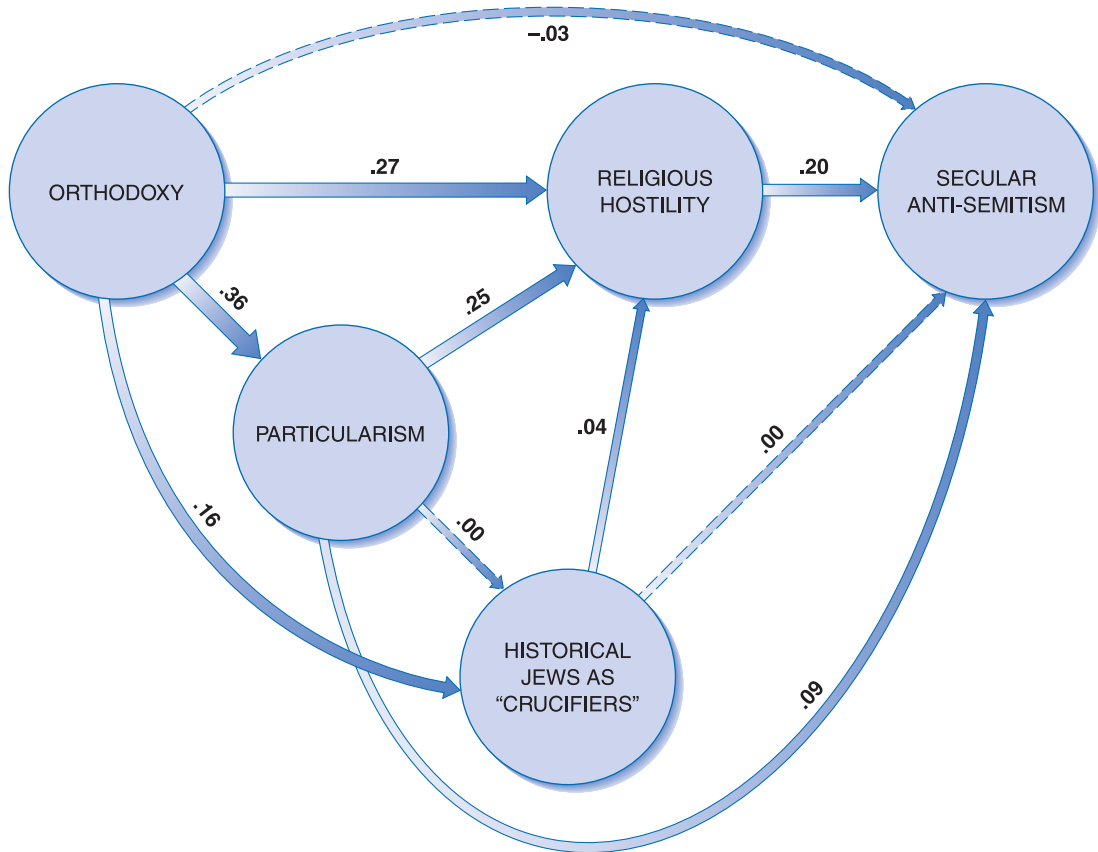 –.03
ORTHODOXY
.27
RELIGIOUS
HOSTILITY
.20
SECULAR
ANTI-SEMITISM
.36
.25
PARTICULARISM
.04
.00
.16
.00
HISTORICAL
JEWS AS
“CRUCIFIERS”
.09